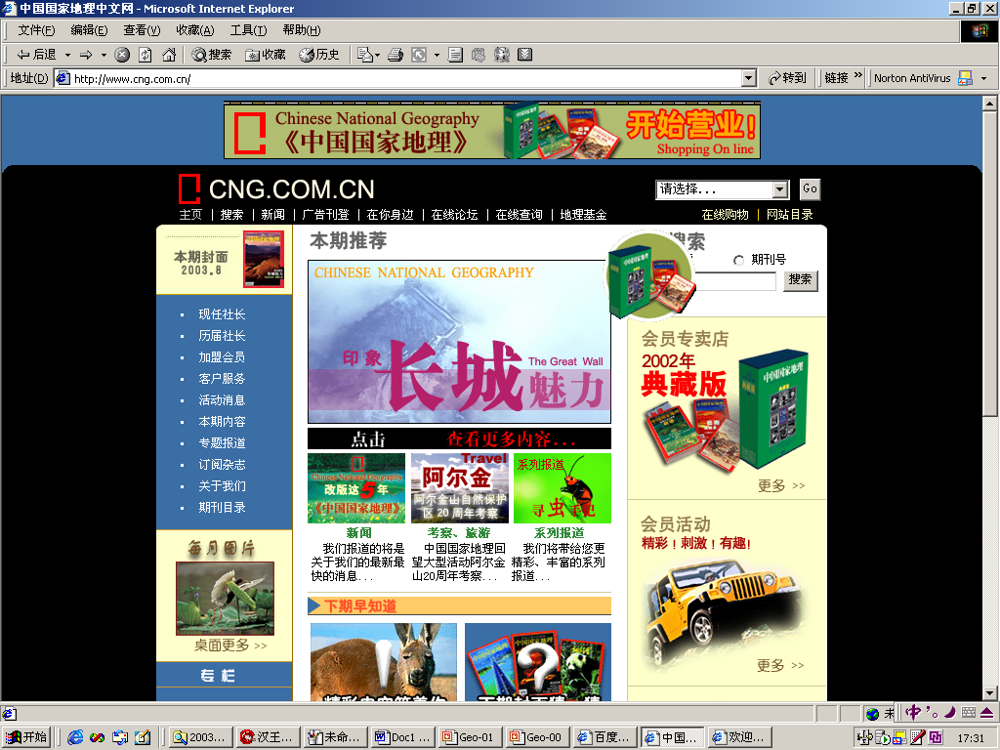 中国国家地理中文网 - Microsoft Internet Explorer
文件(F) 编辑(E) 查看(V) 收藏(A) 工具(T) 帮助(H)
后退 搜索 收藏 历史
地址(D) http://www.cng.com.cn/ 转到 链接 » Norton AntiVirus
Chinese National Geography
《中国国家地理》
开始营业!
Shopping On line
CNG.COM.CN
请选择... Go
主页 | 搜索 | 新闻 | 广告刊登 | 在你身边 | 在线论坛 | 在线查询 | 地理基金
在线购物 | 网站目录
本期封面
2003.8
现任社长
历届社长
加盟会员
客户服务
活动消息
本期内容
专题报道
订阅杂志
关于我们
期刊目录
每月图片
桌面更多 >>
专栏
本期推荐
CHINESE NATIONAL GEOGRAPHY
印象 长城 The Great Wall 魅力
点击 查看更多内容...
Chinese National Geography
改版这5年
《中国国家地理》
新闻
我们报道的将是
关于我们的最新最
快的消息...
Travel
阿尔金
阿尔金山自然保护
区 20 周年考察
考察、旅游
中国国家地理回
望大型活动阿尔金
山20周年考察...
系列报道
寻虫手记
系列报道
我们将带给您更
精彩、丰富的系列
报道...
下期早知道
搜索
期刊号
搜索
会员专卖店
2002年
典藏版
中国国家地理
更多 >>
会员活动
精彩!刺激!有趣!
更多 >>
开始 2003... 汉王... 未命... Doc1 ... Geo-01 Geo-00 百度... 中国... 欢迎... 17:31